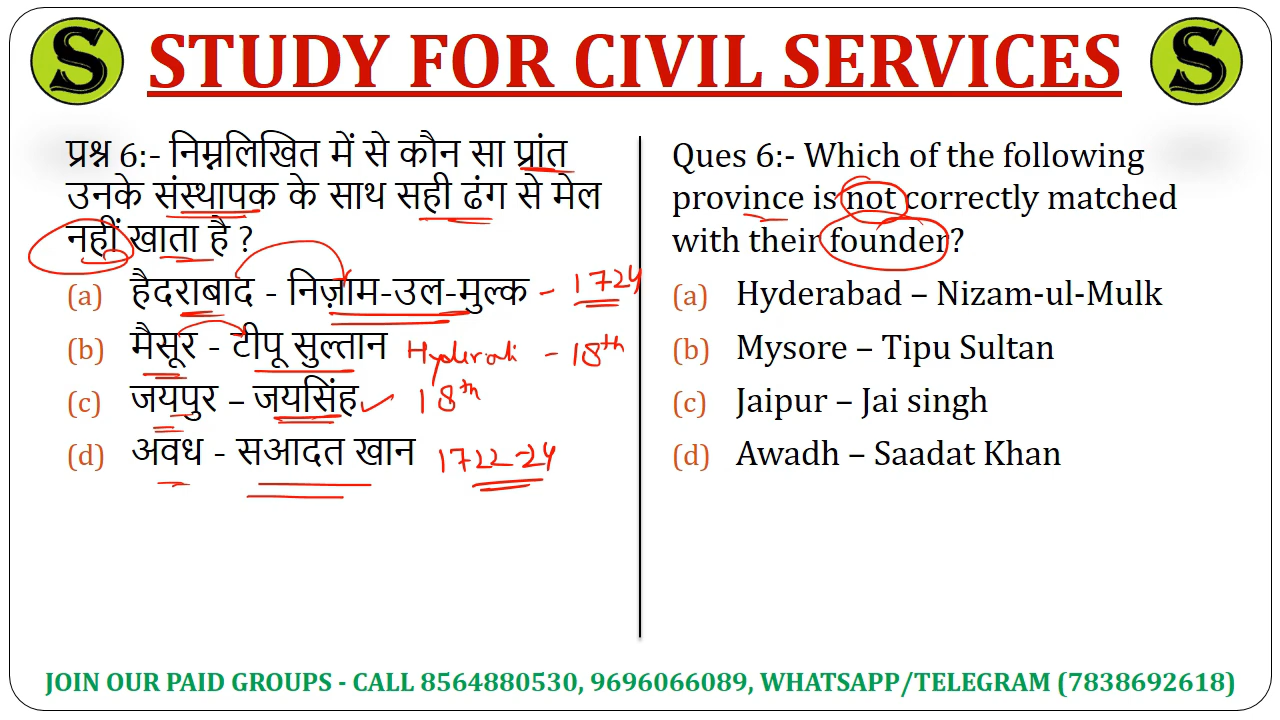 S STUDY FOR CIVIL SERVICES S
प्रश्न 6:- निम्नलिखित में से कौन सा प्रांत
उनके संस्थापक के साथ सही ढंग से मेल
नहीं खाता है ?
(a) हैदराबाद - निज़ाम-उल-मुल्क - 1724
(b) मैसूर - टीपू सुल्तान Hyderali - 18th
(c) जयपुर – जयसिंह 18th
(d) अवध - सआदत खान 1722-24
Ques 6:- Which of the following
province is not correctly matched
with their founder?
(a) Hyderabad – Nizam-ul-Mulk
(b) Mysore – Tipu Sultan
(c) Jaipur – Jai singh
(d) Awadh – Saadat Khan
JOIN OUR PAID GROUPS - CALL 8564880530, 9696066089, WHATSAPP/TELEGRAM (7838692618)